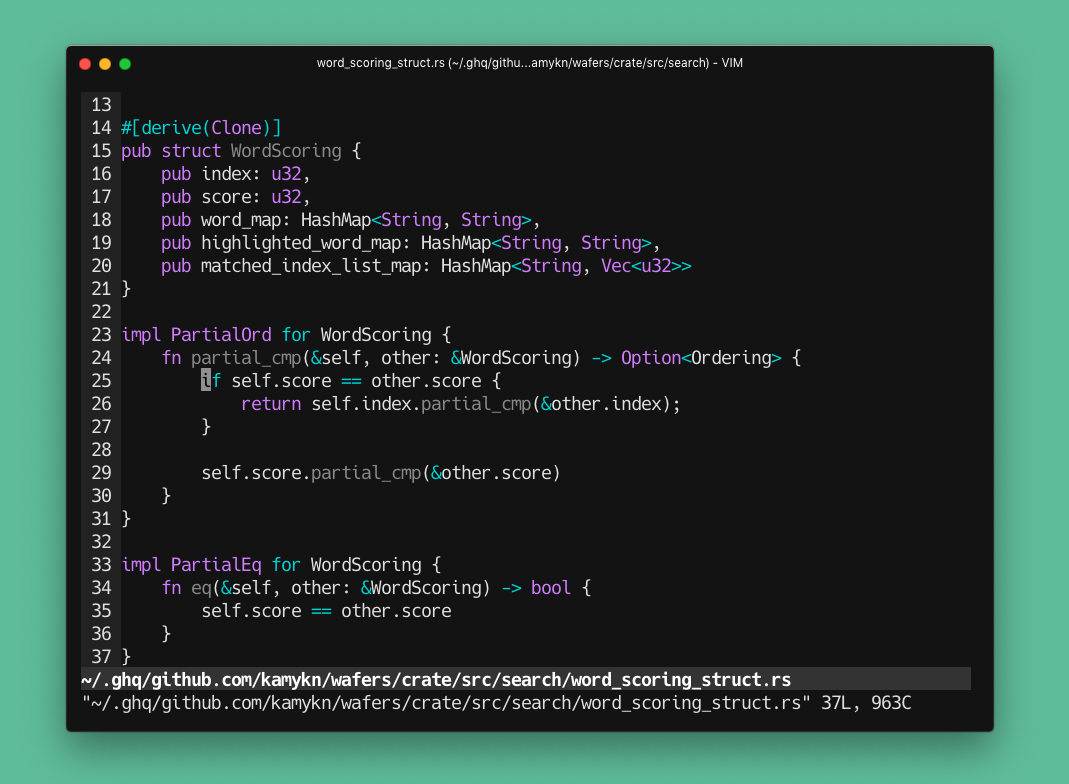 word_scoring_struct.rs (~/.ghq/githu...amykn/wafers/crate/src/search) - VIM
13
14 #[derive(Clone)]
15 pub struct WordScoring {
16     pub index: u32,
17     pub score: u32,
18     pub word_map: HashMap<String, String>,
19     pub highlighted_word_map: HashMap<String, String>,
20     pub matched_index_list_map: HashMap<String, Vec<u32>>
21 }
22
23 impl PartialOrd for WordScoring {
24     fn partial_cmp(&self, other: &WordScoring) -> Option<Ordering> {
25         if self.score == other.score {
26             return self.index.partial_cmp(&other.index);
27         }
28
29         self.score.partial_cmp(&other.score)
30     }
31 }
32
33 impl PartialEq for WordScoring {
34     fn eq(&self, other: &WordScoring) -> bool {
35         self.score == other.score
36     }
37 }
~/.ghq/github.com/kamykn/wafers/crate/src/search/word_scoring_struct.rs
"~/.ghq/github.com/kamykn/wafers/crate/src/search/word_scoring_struct.rs" 37L, 963C